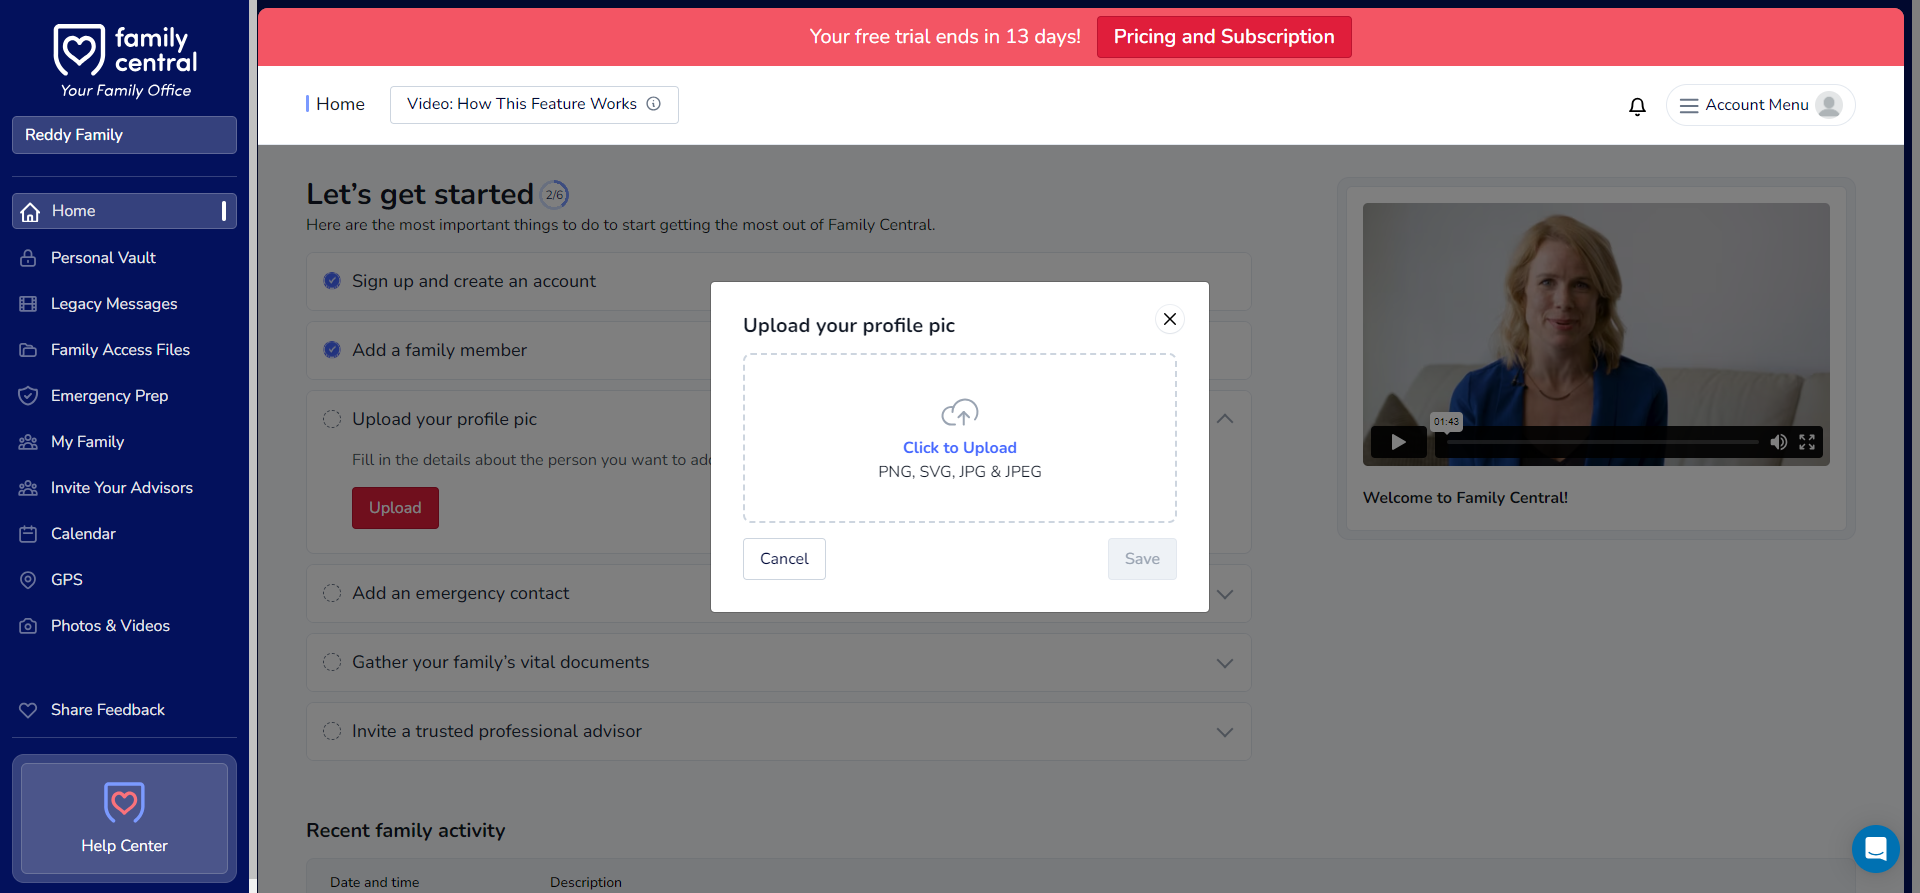 family
central
Your Family Office
Reddy Family
Home
Personal Vault
Legacy Messages
Family Access Files
Emergency Prep
My Family
Invite Your Advisors
Calendar
GPS
Photos & Videos
Share Feedback
Help Center
Your free trial ends in 13 days!
Pricing and Subscription
Home
Video: How This Feature Works
Account Menu
Let's get started 2/6
Here are the most important things to do to start getting the most out of Family Central.
Sign up and create an account
Add a family member
Upload your profile pic
Fill in the details about the person you want to
Upload
Add an emergency contact
Gather your family's vital documents
Invite a trusted professional advisor
Upload your profile pic
Click to Upload
PNG, SVG, JPG & JPEG
Cancel
Save
01:43
Welcome to Family Central!
Recent family activity
Date and time
Description